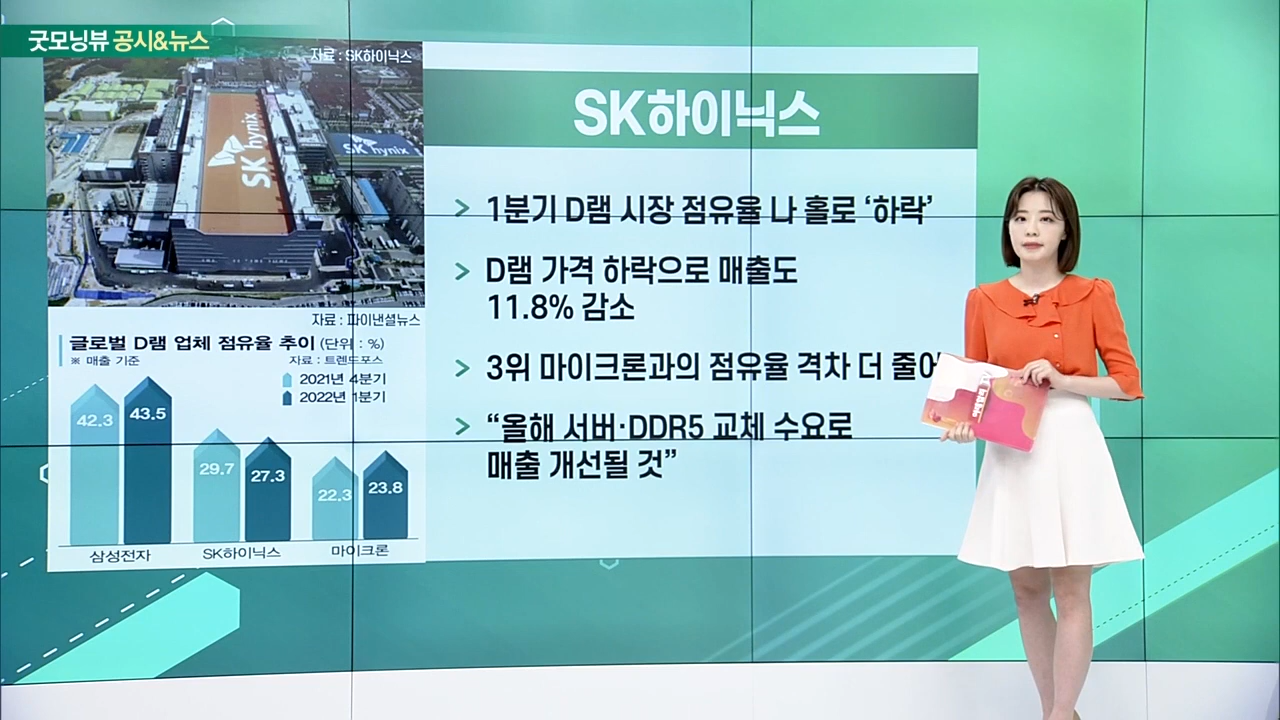 굿모닝뷰 공시&뉴스
자료 : SK하이닉스
SK hynix
SK hynix
SK하이닉스
1분기 D램 시장 점유율 나 홀로 ‘하락’
D램 가격 하락으로 매출도
11.8% 감소
3위 마이크론과의 점유율 격차 더 줄어
“올해 서버·DDR5 교체 수요로
매출 개선될 것”
자료 : 파이낸셜뉴스
글로벌 D램 업체 점유율 추이 (단위 : %)
※ 매출 기준
자료 : 트렌드포스
2021년 4분기
2022년 1분기
42.3 43.5 29.7 27.3 22.3 23.8
삼성전자 SK하이닉스 마이크론